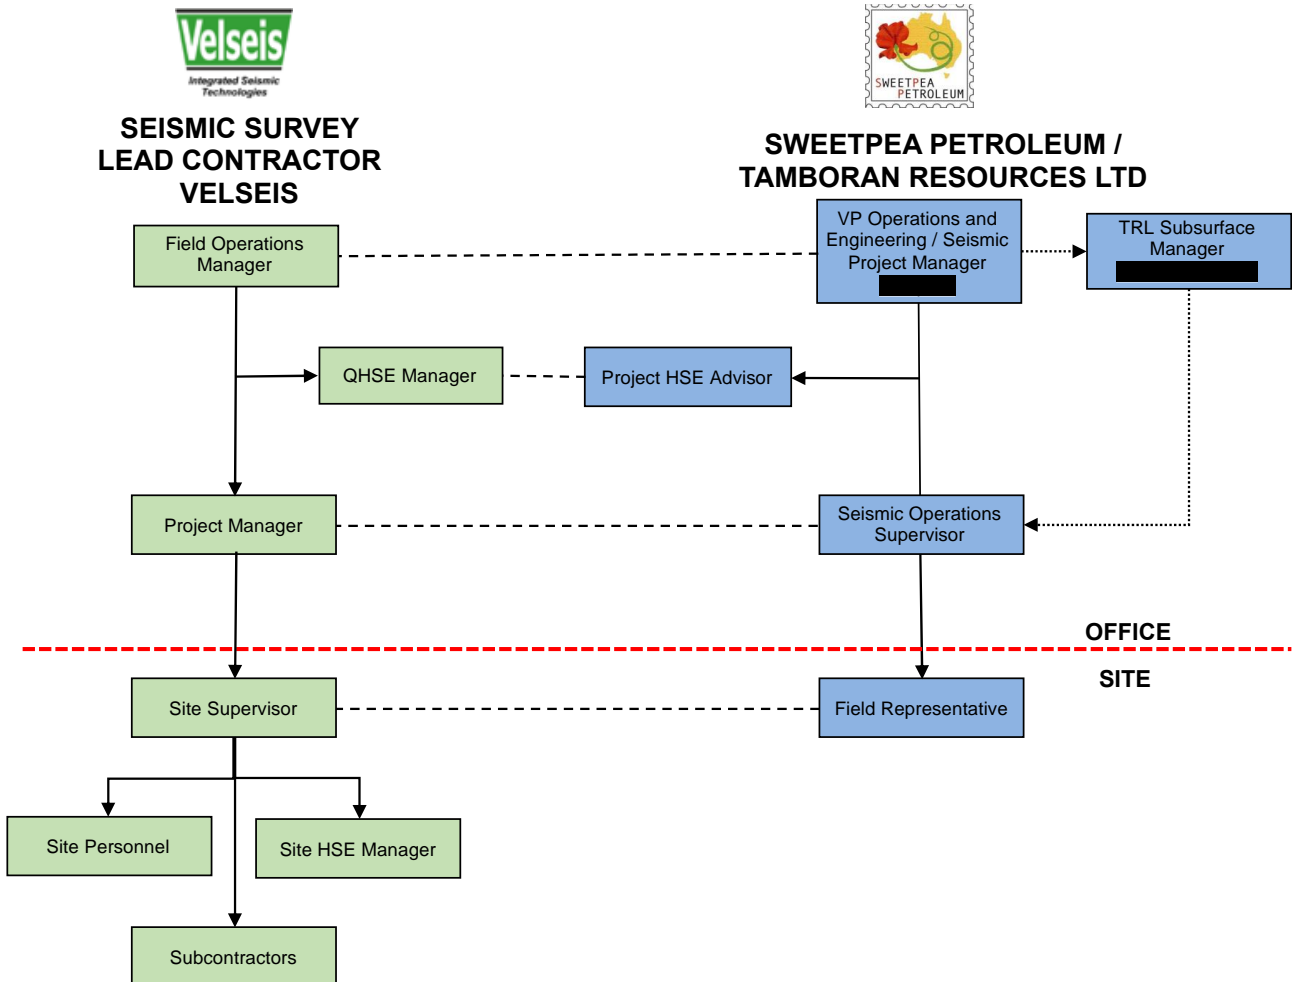 Velseis
Integrated Seismic
Technologies
SWEETPEA
PETROLEUM
SEISMIC SURVEY
LEAD CONTRACTOR
VELSEIS
SWEETPEA PETROLEUM /
TAMBORAN RESOURCES LTD
Field Operations
Manager
VP Operations and
Engineering / Seismic
Project Manager
TRL Subsurface
Manager
QHSE Manager
Project HSE Advisor
Project Manager
Seismic Operations
Supervisor
OFFICE
SITE
Site Supervisor
Field Representative
Site Personnel
Site HSE Manager
Subcontractors